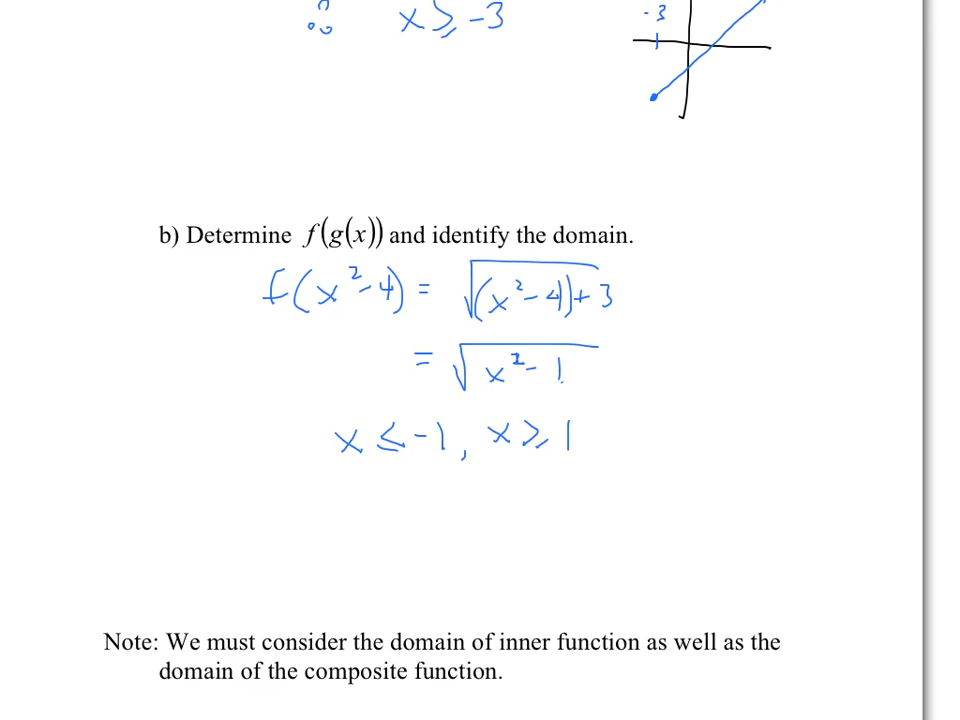 x ≥ -3
-3
b) Determine f(g(x)) and identify the domain.
f(x²-4) = √(x²-4)+3
= √x²-1
x ≤ -1, x ≥ 1
Note: We must consider the domain of inner function as well as the
domain of the composite function.